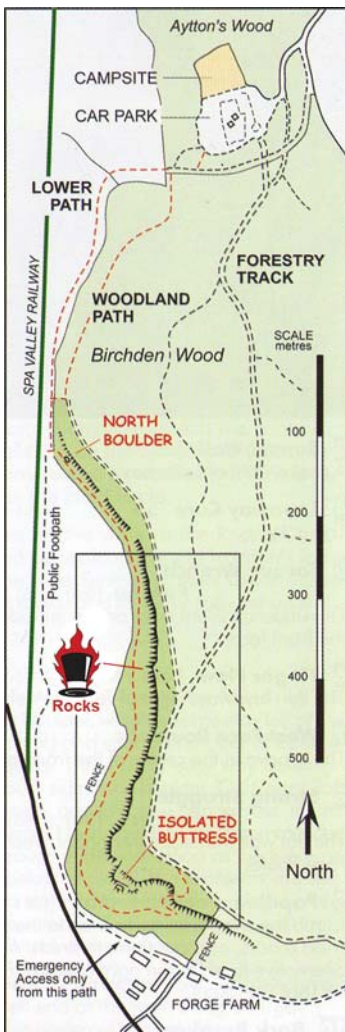 Aytton's Wood
CAMPSITE
CAR PARK
LOWER
PATH
FORESTRY
TRACK
WOODLAND
PATH
SPA VALLEY RAILWAY
Birchden Wood
SCALE
metres
NORTH
BOULDER
100
200
Public Footpath
300
400
Rocks
500
FENCE
ISOLATED
BUTTRESS
North
FENCE
Emergency
Access only
from this path
FORGE FARM